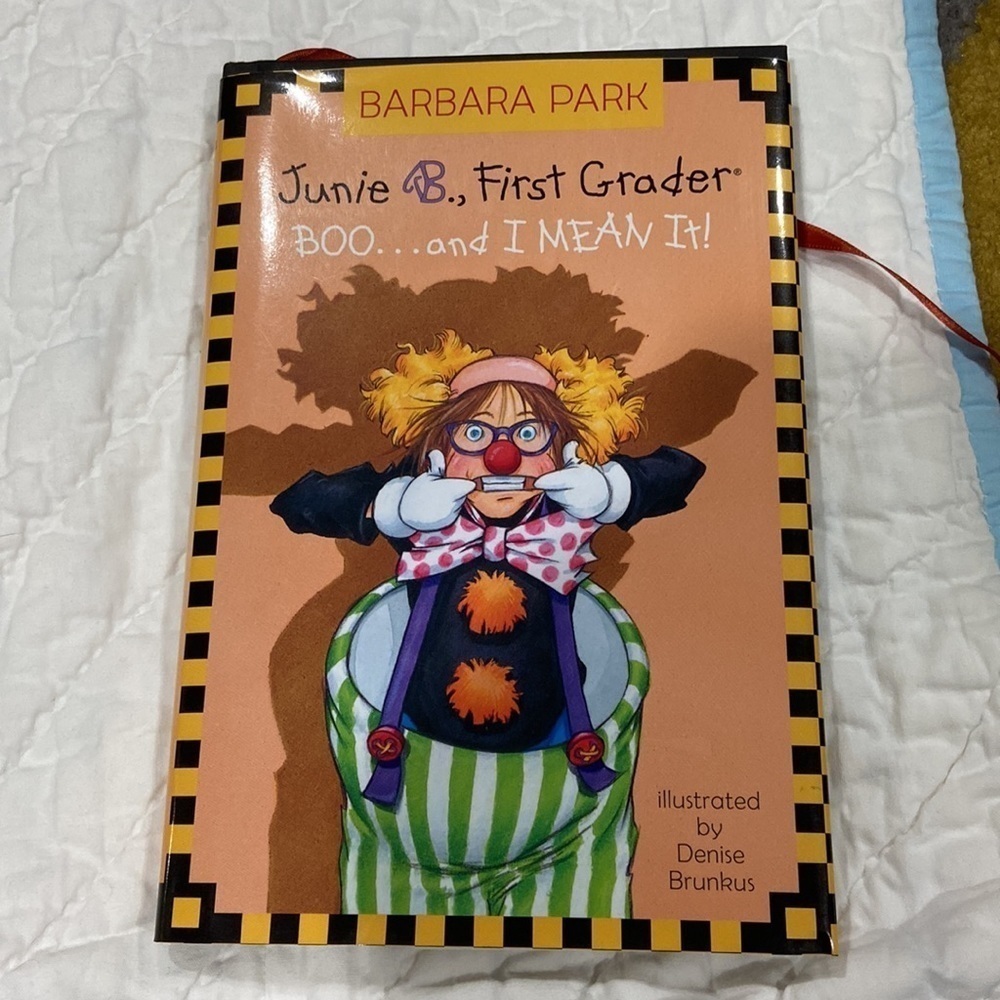 BARBARA PARK
Junie B., First Grader®
BOO...and I MEAN It!
illustrated
by
Denise
Brunkus